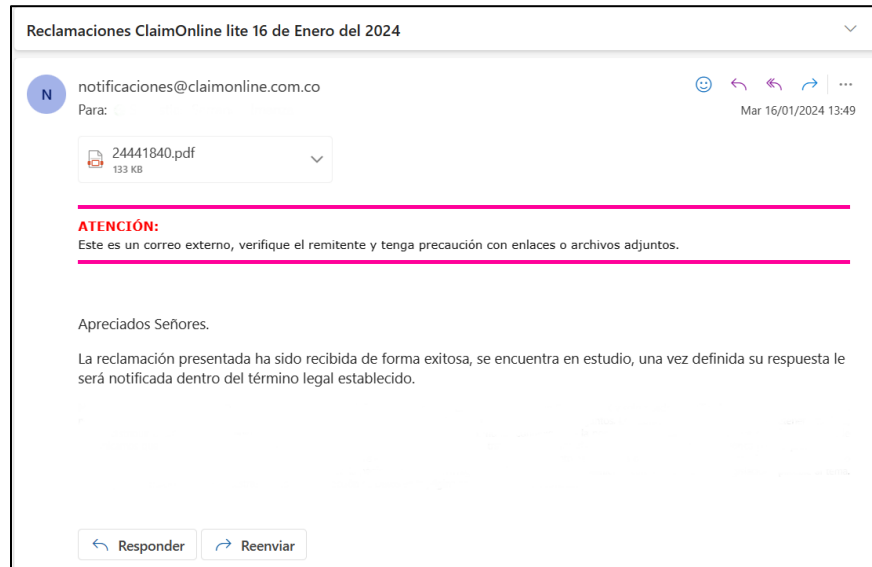 Reclamaciones ClaimOnline lite 16 de Enero del 2024
N
notificaciones@claimonline.com.co
Para:
Mar 16/01/2024 13:49
24441840.pdf
133 KB
ATENCIÓN:
Este es un correo externo, verifique el remitente y tenga precaución con enlaces o archivos adjuntos.
Apreciados Señores.
La reclamación presentada ha sido recibida de forma exitosa, se encuentra en estudio, una vez definida su respuesta le
será notificada dentro del término legal establecido.
Responder
Reenviar